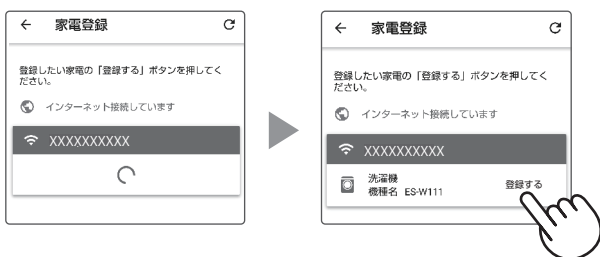 家電登録
登録したい家電の「登録する」ボタンを押してく
ださい。
インターネット接続しています
XXXXXXXXXX
家電登録
登録したい家電の「登録する」ボタンを押してく
ださい。
インターネット接続しています
XXXXXXXXXX
洗濯機
機種名 ES-W111
登録する